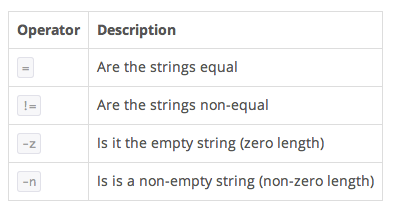 Operator Description
= Are the strings equal
!= Are the strings non-equal
-z Is it the empty string (zero length)
-n Is is a non-empty string (non-zero length)